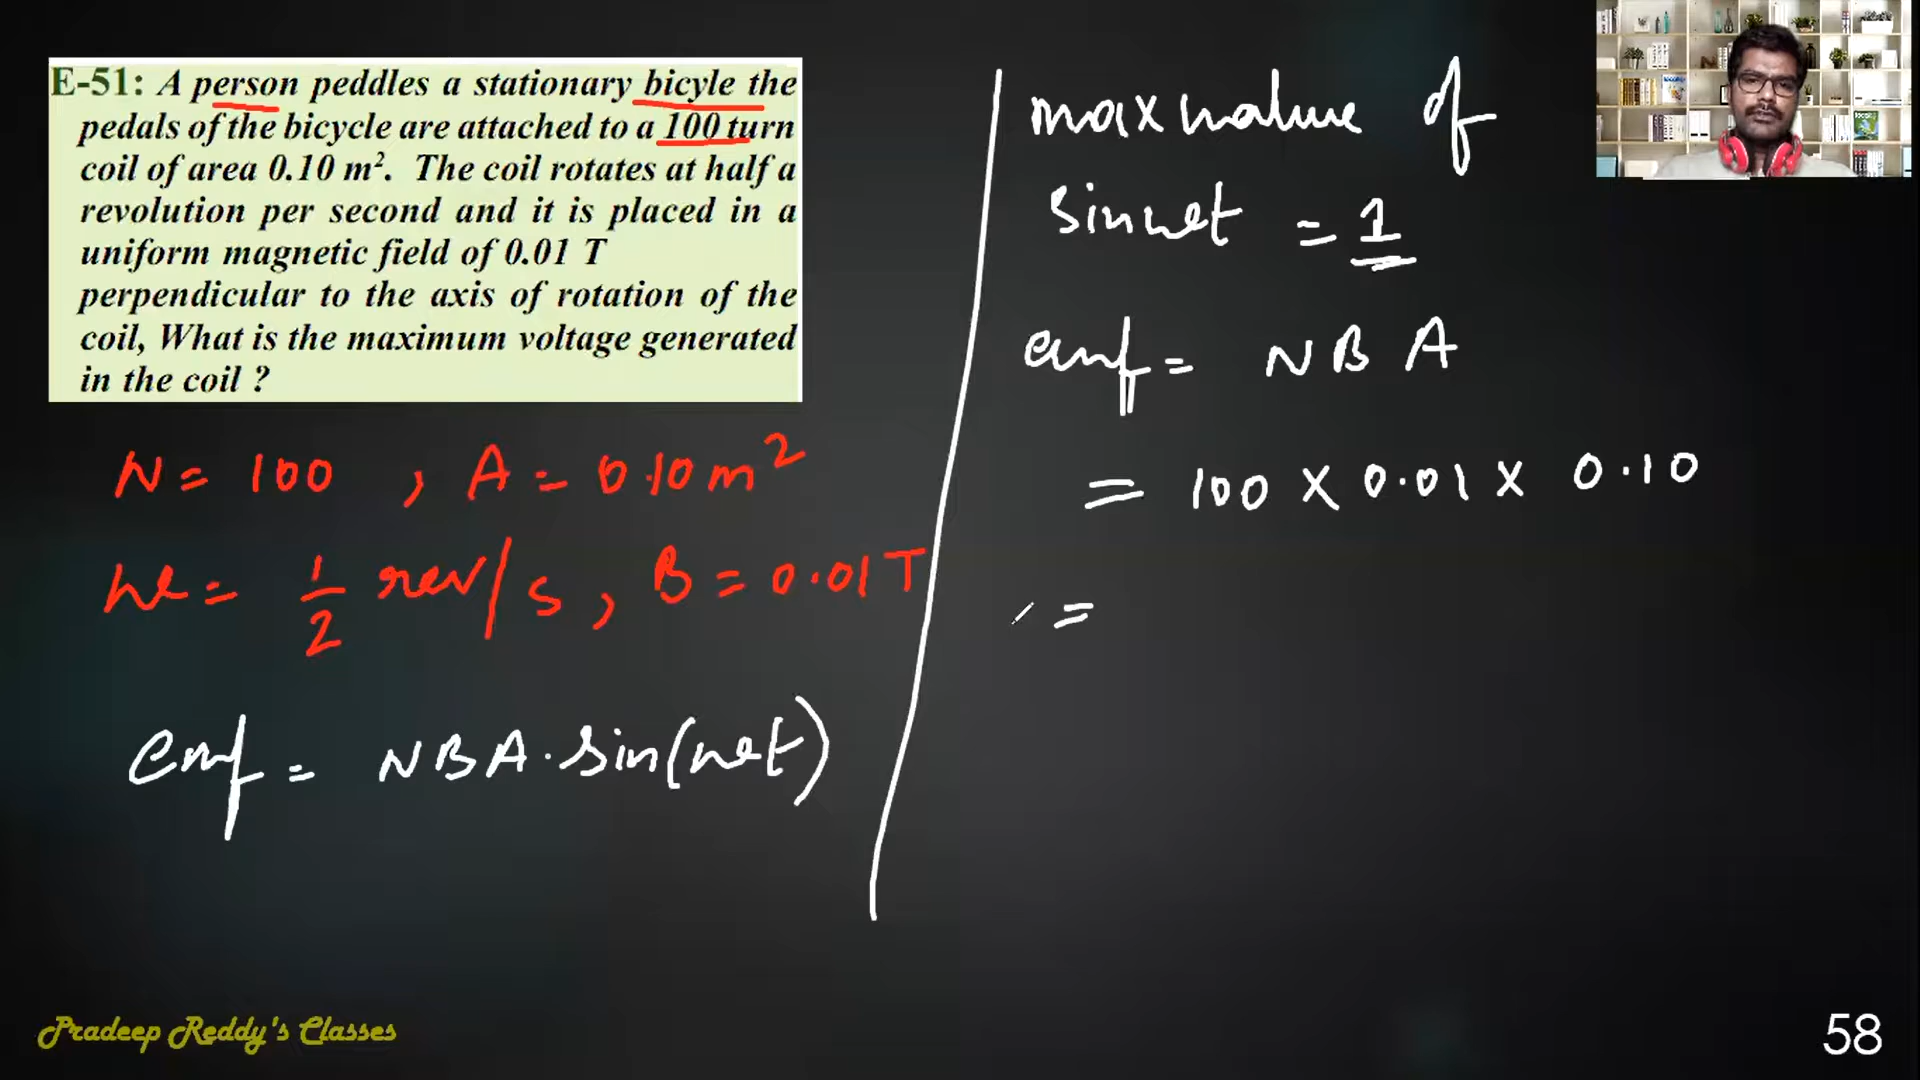 E-51: A person peddles a stationary bicyle the
pedals of the bicycle are attached to a 100 turn
coil of area 0.10 m². The coil rotates at half a
revolution per second and it is placed in a
uniform magnetic field of 0.01 T
perpendicular to the axis of rotation of the
coil, What is the maximum voltage generated
in the coil ?
N = 100 , A = 0.10 m²
= 1/2 rev/s, B = 0.01 T
emf = NBA. sin( )
max value of
sin = 1
emf = N B A
= 100 X 0.01 X 0.10
=
Pradeep Reddy's Classes
58